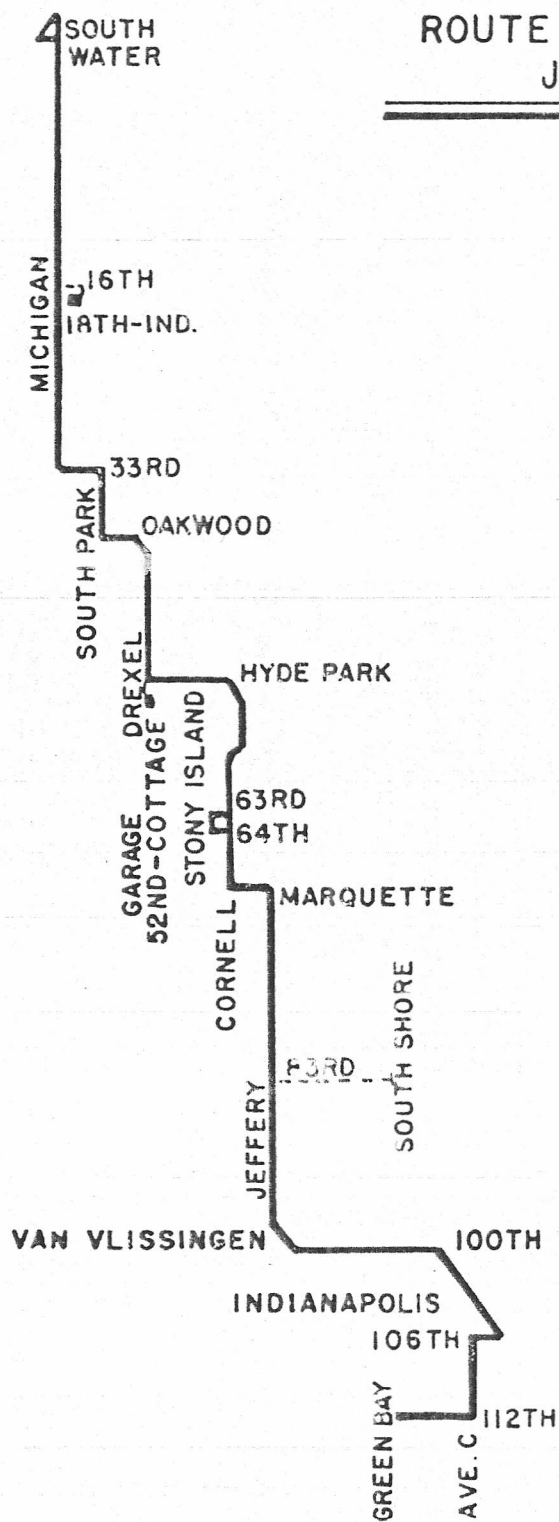 SOUTH
WATER
ROUTE
J
MICHIGAN
16TH
18TH-IND.
33RD
SOUTH PARK
OAKWOOD
DREXEL
HYDE PARK
GARAGE
52ND-COTTAGE
STONY ISLAND
63RD
64TH
CORNELL
MARQUETTE
SOUTH SHORE
83RD
JEFFERY
VAN VLISSINGEN
100TH
INDIANAPOLIS
106TH
GREEN BAY
AVE. C
112TH